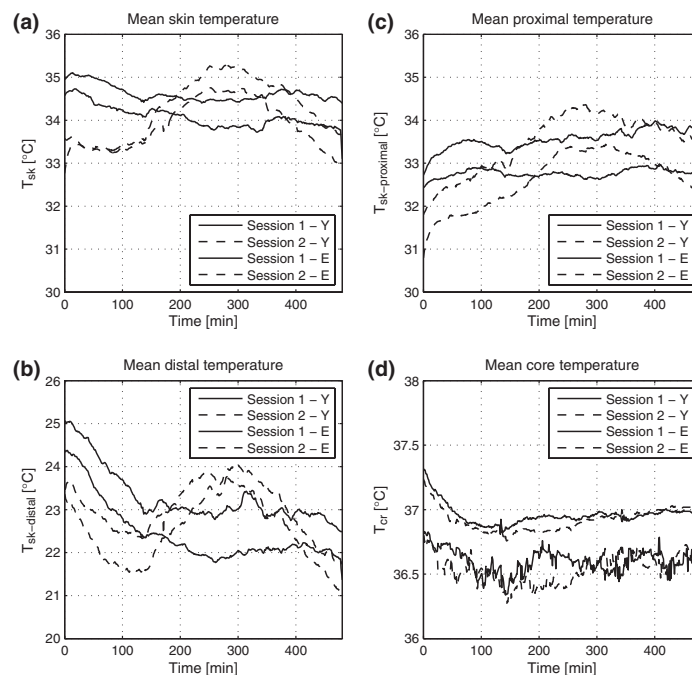 (a)
Mean skin temperature
36
35
34
33
32
31
30
T_sk [°C]
Session 1 – Y
Session 2 – Y
Session 1 – E
Session 2 – E
0 100 200 300 400
Time [min]
(c)
Mean proximal temperature
36
35
34
33
32
31
30
T_sk–proximal [°C]
Session 1 – Y
Session 2 – Y
Session 1 – E
Session 2 – E
0 100 200 300 400
Time [min]
(b)
Mean distal temperature
26
25
24
23
22
21
20
T_sk–distal [°C]
Session 1 – Y
Session 2 – Y
Session 1 – E
Session 2 – E
0 100 200 300 400
Time [min]
(d)
Mean core temperature
38
37.5
37
36.5
36
T_cr [°C]
Session 1 – Y
Session 2 – Y
Session 1 – E
Session 2 – E
0 100 200 300 400
Time [min]